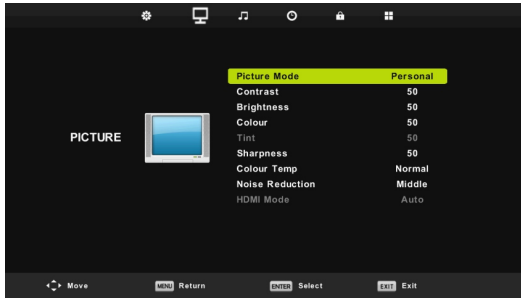 Picture Mode Personal
Contrast 50
Brightness 50
Colour 50
PICTURE
Tint 50
Sharpness 50
Colour Temp Normal
Noise Reduction Middle
HDMI Mode Auto
Move MENU Return ENTER Select EXIT Exit